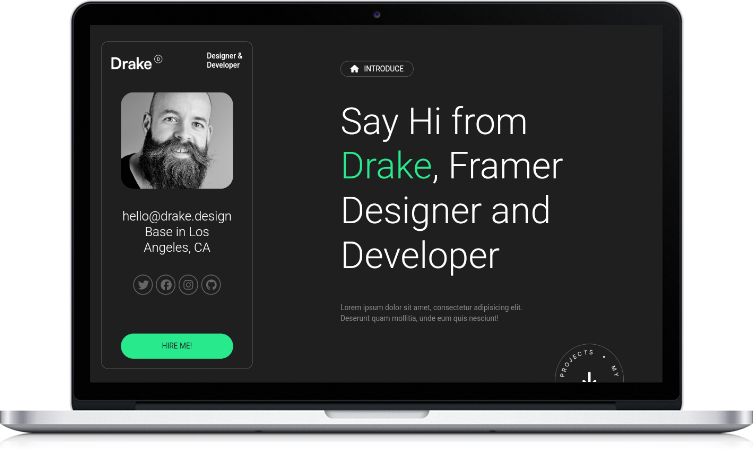 Drake D
Designer &
Developer
hello@drake.design
Base in Los
Angeles, CA
HIRE ME!
INTRODUCE
Say Hi from
Drake, Framer
Designer and
Developer
Lorem ipsum dolor sit amet, consectetur adipisicing elit.
Deserunt quam mollitia, unde eum quis nesciunt!
PROJECTS • MY